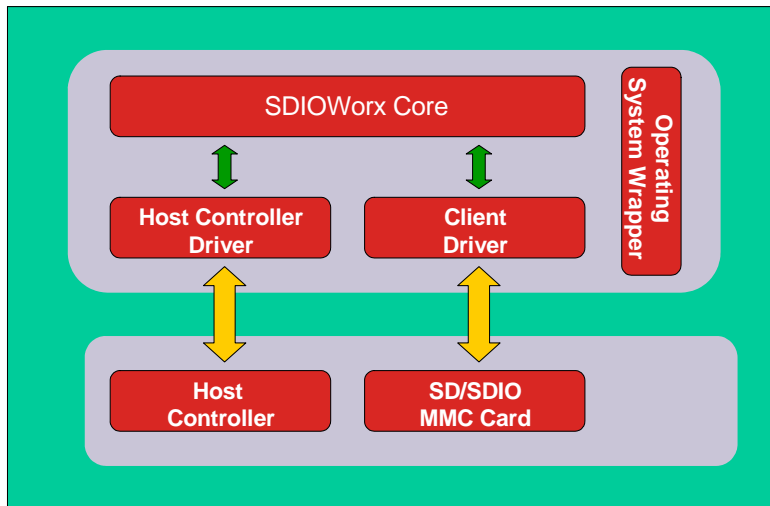 SDIOWorx Core
Operating
System Wrapper
Host Controller
Driver
Client
Driver
Host
Controller
SD/SDIO
MMC Card